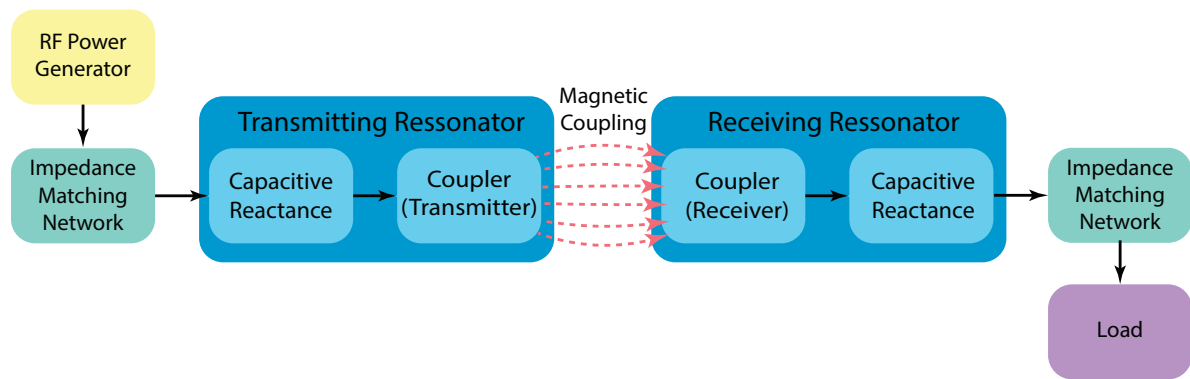 RF Power
Generator
Impedance
Matching
Network
Transmitting Ressonator
Capacitive
Reactance
Coupler
(Transmitter)
Magnetic
Coupling
Receiving Ressonator
Coupler
(Receiver)
Capacitive
Reactance
Impedance
Matching
Network
Load